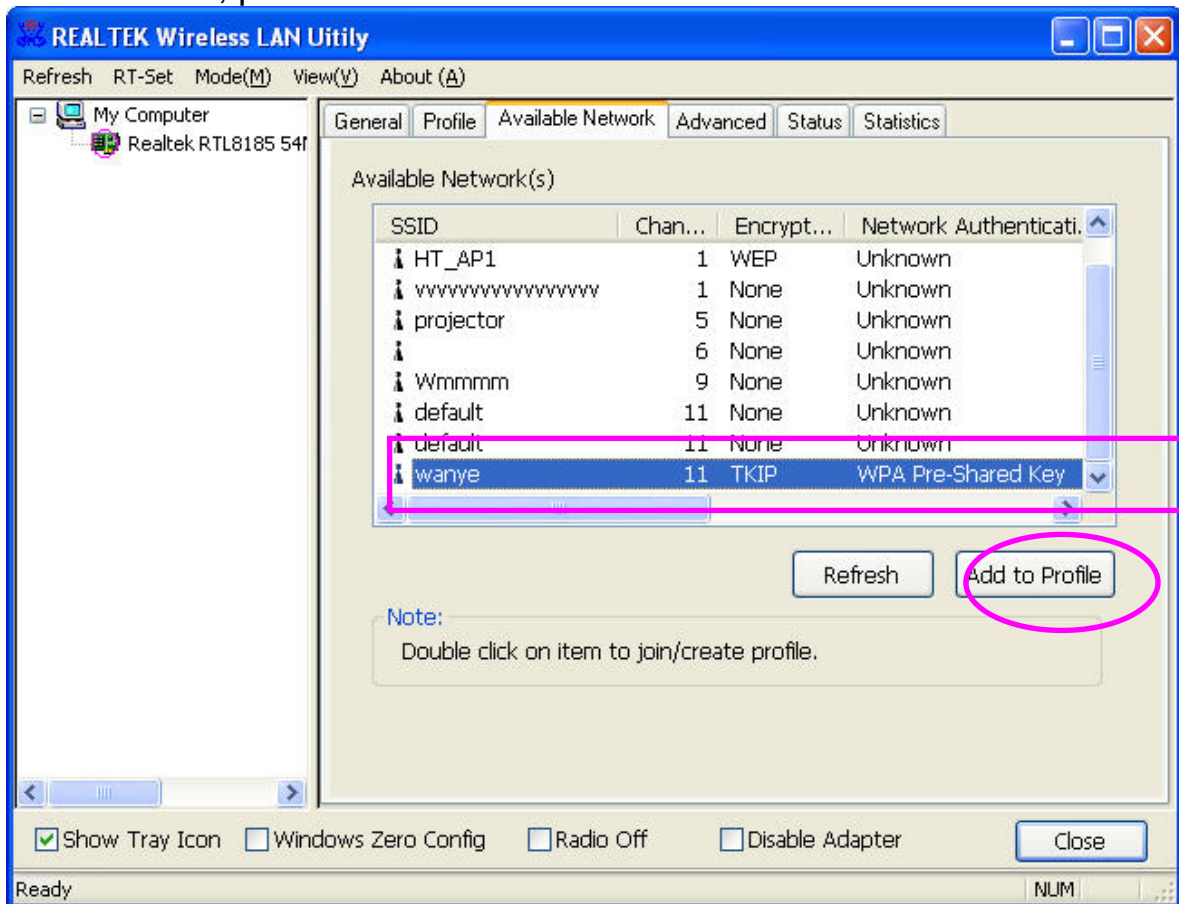 REALTEK Wireless LAN Uitily
Refresh RT-Set Mode(M) View(V) About (A)
My Computer
Realtek RTL8185 54M
General Profile Available Network Advanced Status Statistics
Available Network(s)
SSID Chan... Encrypt... Network Authenticati.
HT_AP1 1 WEP Unknown
vvvvvvvvvvvvvvvvv 1 None Unknown
projector 5 None Unknown
6 None Unknown
Wmmmm 9 None Unknown
default 11 None Unknown
default 11 None Unknown
wanye 11 TKIP WPA Pre-Shared Key
Refresh Add to Profile
Note:
Double click on item to join/create profile.
Show Tray Icon Windows Zero Config Radio Off Disable Adapter Close
Ready NUM